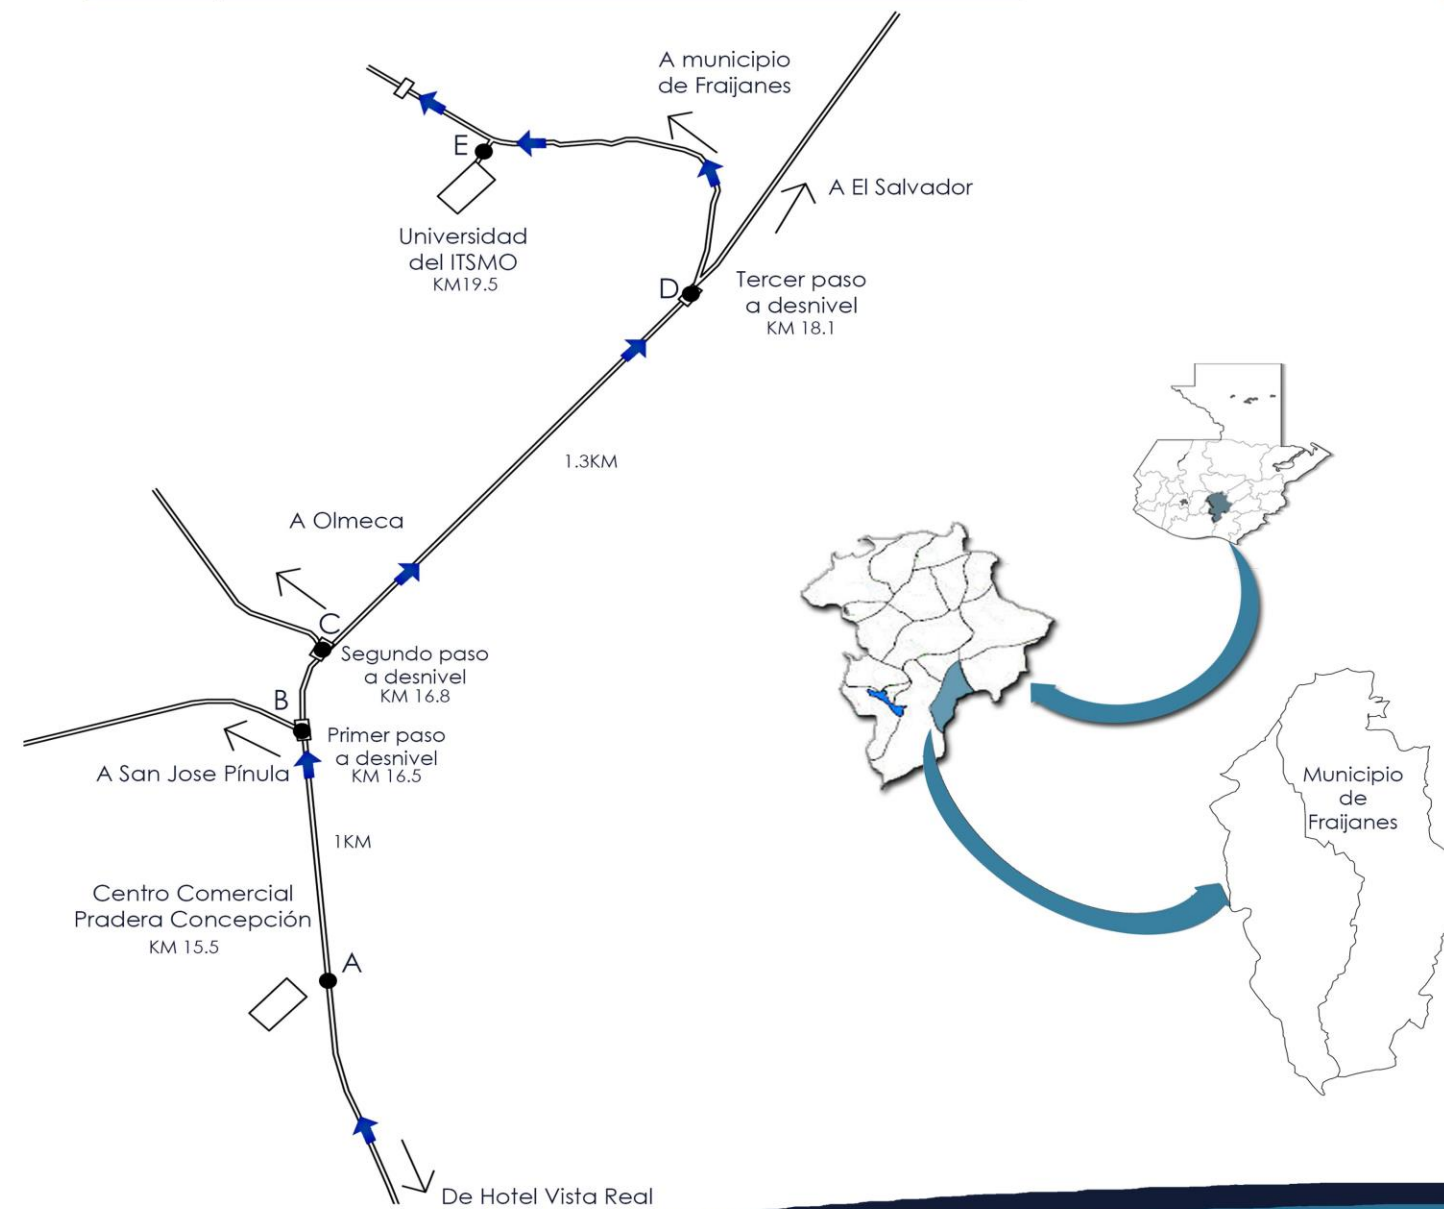 A municipio
de Fraijanes
E
A El Salvador
Universidad
del ITSMO
KM19.5
D
Tercer paso
a desnivel
KM 18.1
1.3KM
A Olmeca
C
Segundo paso
a desnivel
KM 16.8
B
Primer paso
a desnivel
KM 16.5
A San Jose Pínula
1KM
Centro Comercial
Pradera Concepción
KM 15.5
A
De Hotel Vista Real
Municipio
de
Fraijanes